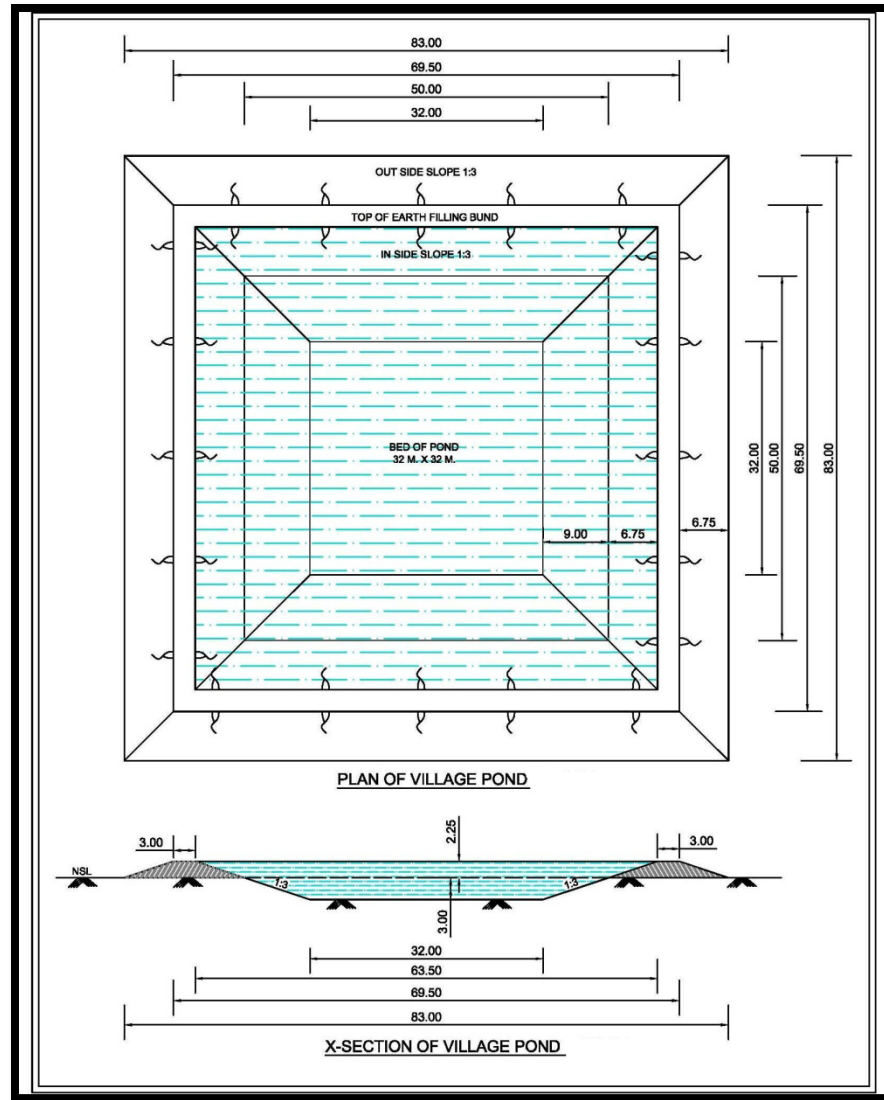 83.00
69.50
50.00
32.00
OUT SIDE SLOPE 1:3
TOP OF EARTH FILLING BUND
IN SIDE SLOPE 1:3
BED OF POND
32 M. X 32 M.
9.00
6.75
6.75
32.00
50.00
69.50
83.00
PLAN OF VILLAGE POND
3.00
2.25
3.00
NSL
1:3
1:3
3.00
32.00
63.50
69.50
83.00
X-SECTION OF VILLAGE POND